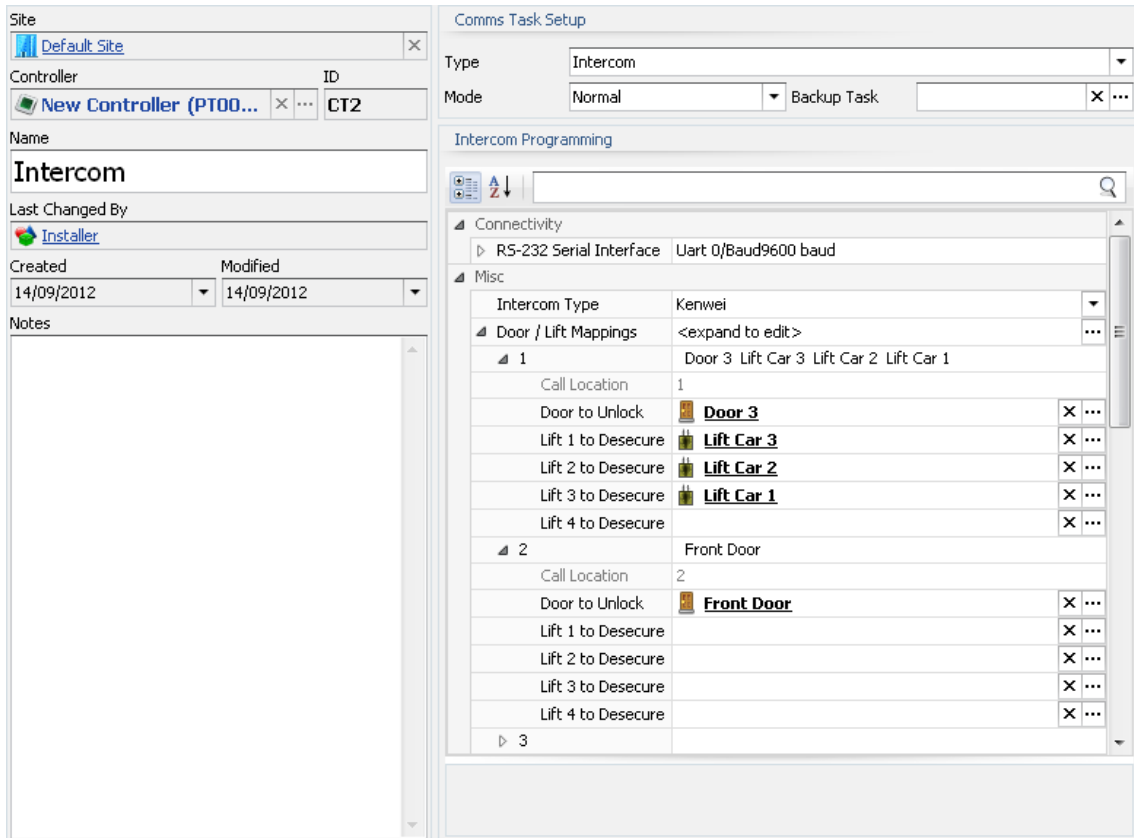 Site
Default Site
Controller ID
New Controller (PT00... CT2
Name
Intercom
Last Changed By
Installer
Created Modified
14/09/2012 14/09/2012
Notes
Comms Task Setup
Type Intercom
Mode Normal Backup Task
Intercom Programming
Connectivity
RS-232 Serial Interface Uart 0/Baud9600 baud
Misc
Intercom Type Kenwei
Door / Lift Mappings <expand to edit>
1 Door 3 Lift Car 3 Lift Car 2 Lift Car 1
Call Location 1
Door to Unlock Door 3
Lift 1 to Desecure Lift Car 3
Lift 2 to Desecure Lift Car 2
Lift 3 to Desecure Lift Car 1
Lift 4 to Desecure
2 Front Door
Call Location 2
Door to Unlock Front Door
Lift 1 to Desecure
Lift 2 to Desecure
Lift 3 to Desecure
Lift 4 to Desecure
3